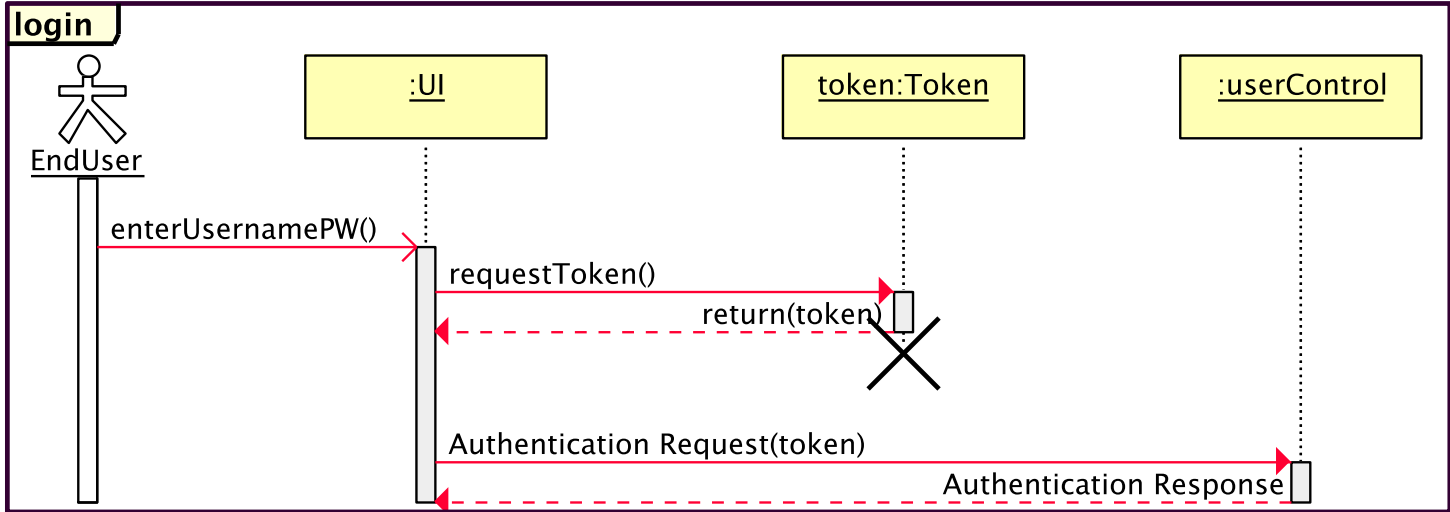 login
:UI
token:Token
:userControl
EndUser
enterUsernamePW()
requestToken()
return(token)
Authentication Request(token)
Authentication Response